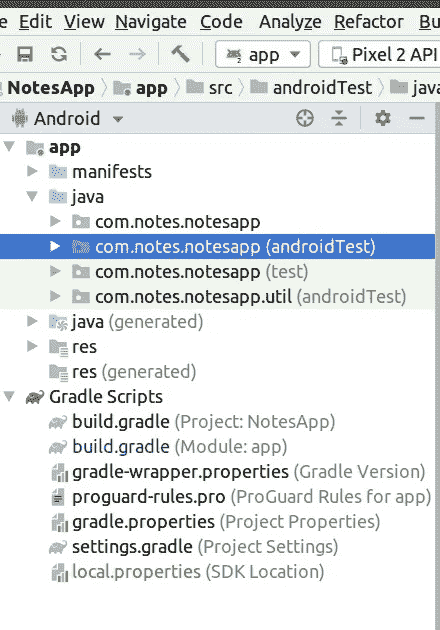 Edit View Navigate Code Analyze Refactor Bu
app Pixel 2 API
NotesApp app src androidTest java
Android
app
manifests
java
com.notes.notesapp
com.notes.notesapp (androidTest)
com.notes.notesapp (test)
com.notes.notesapp.util (androidTest)
java (generated)
res
res (generated)
Gradle Scripts
build.gradle (Project: NotesApp)
build.gradle (Module: app)
gradle-wrapper.properties (Gradle Version)
proguard-rules.pro (ProGuard Rules for app)
gradle.properties (Project Properties)
settings.gradle (Project Settings)
local.properties (SDK Location)